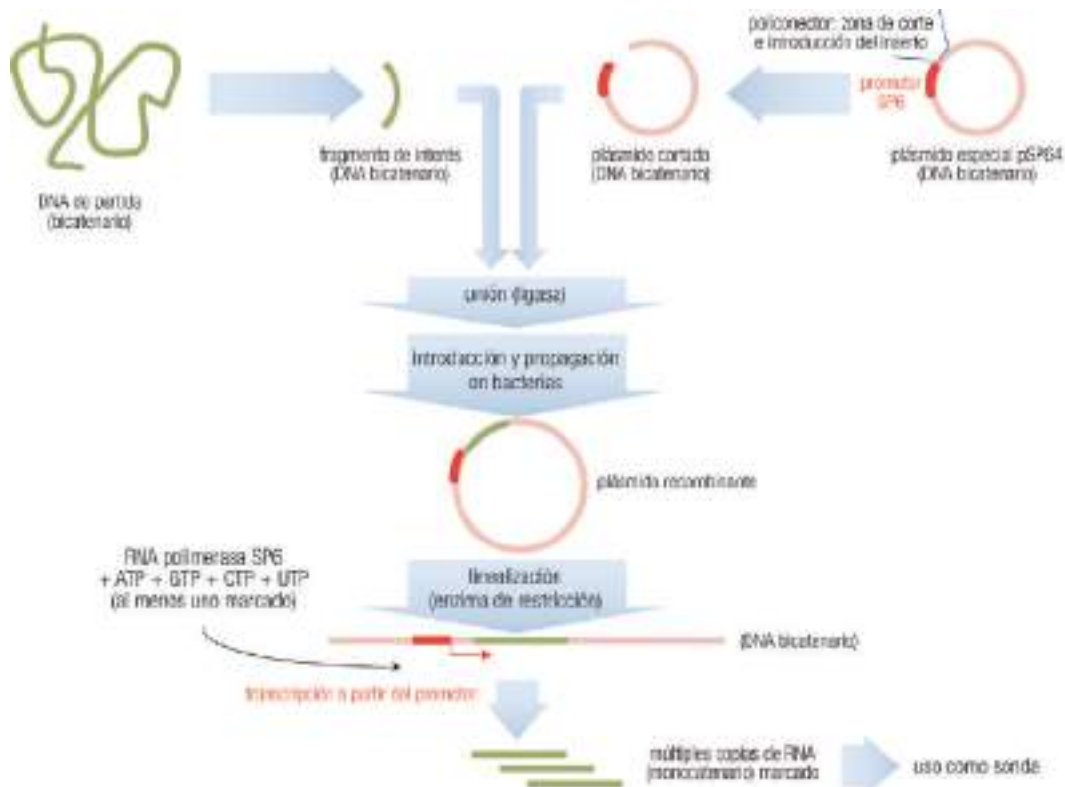 policonector: zona de corte
e introducción del inserto
promotor
SP6
fragmento de interés
(DNA bicatenario)
plásmido cortado
(DNA bicatenario)
plásmido especial pSP64
(DNA bicatenario)
DNA de partida
(bicatenario)
unión (ligasa)
introducción y propagación
en bacterias
plásmido recombinante
RNA polimerasa SP6
+ ATP + GTP + CTP + UTP
(al menos uno marcado)
linealización
(enzima de restricción)
(DNA bicatenario)
transcripción a partir del promotor
múltiples copias de RNA
(monocatenario) marcado
uso como sonda